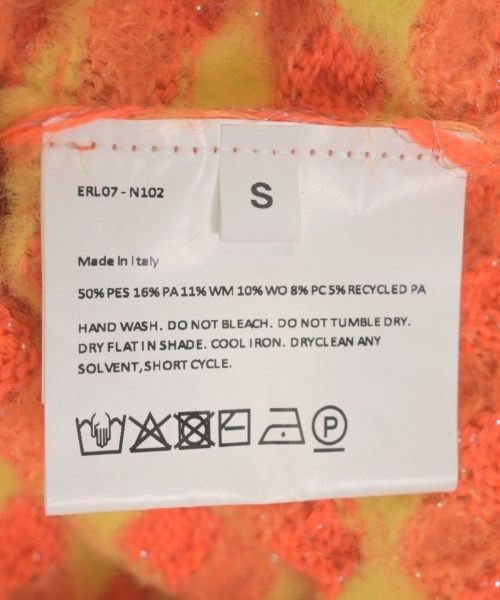 S
ERL07 - N102
Made in Italy
50% PES 16% PA 11% WM 10% WO 8% PC 5% RECYCLED PA
HAND WASH. DO NOT BLEACH. DO NOT TUMBLE DRY.
DRY FLAT IN SHADE. COOL IRON. DRYCLEAN ANY
SOLVENT, SHORT CYCLE.
P